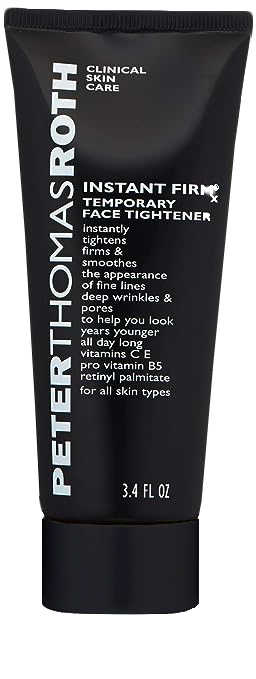 CLINICAL
SKIN
CARE
PETERTHOMASROTH
INSTANT FIRMx®
TEMPORARY
FACE TIGHTENER
instantly
tightens
firms &
smoothes
the appearance
of fine lines
deep wrinkles &
pores
to help you look
years younger
all day long
vitamins C E
pro vitamin B5
retinyl palmitate
for all skin types
3.4 FL OZ